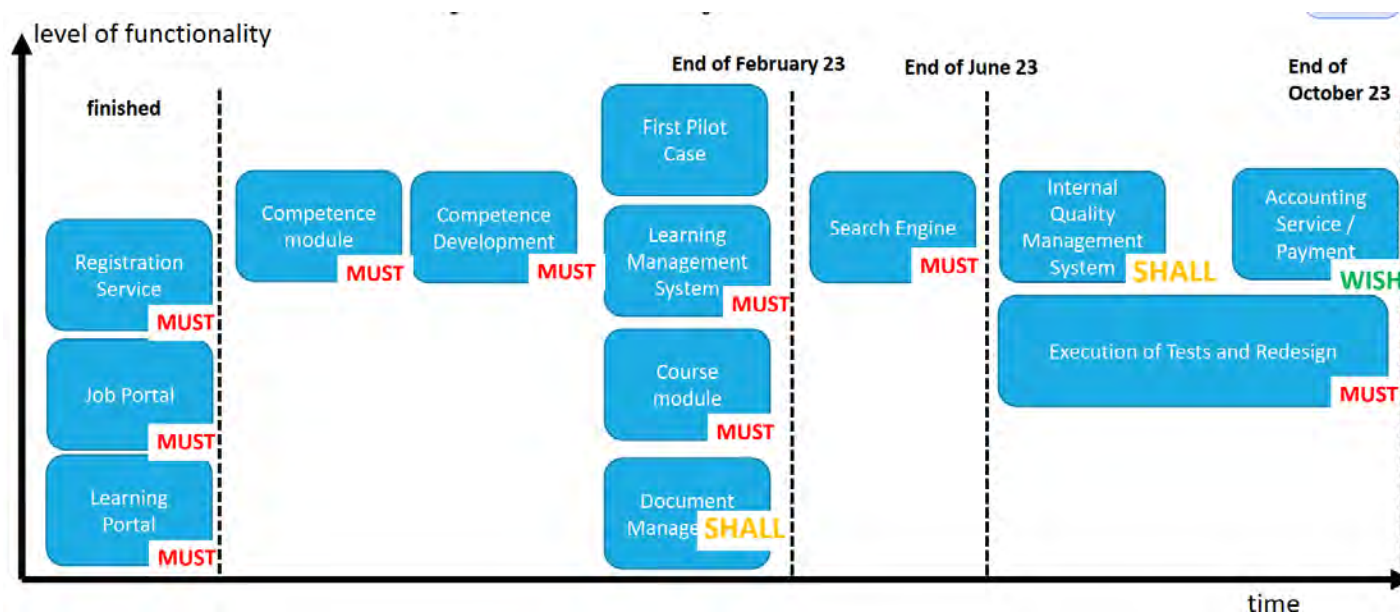 level of functionality
End of February 23
End of June 23
End of
October 23
finished
First Pilot
Case
Competence
module
MUST
Competence
Development
MUST
Search Engine
MUST
Internal
Quality
Management
System
SHALL
Accounting
Service /
Payment
WISH
Registration
Service
MUST
Learning
Management
System
MUST
Execution of Tests and Redesign
MUST
Job Portal
MUST
Course
module
MUST
Learning
Portal
MUST
Document
SHALL
time